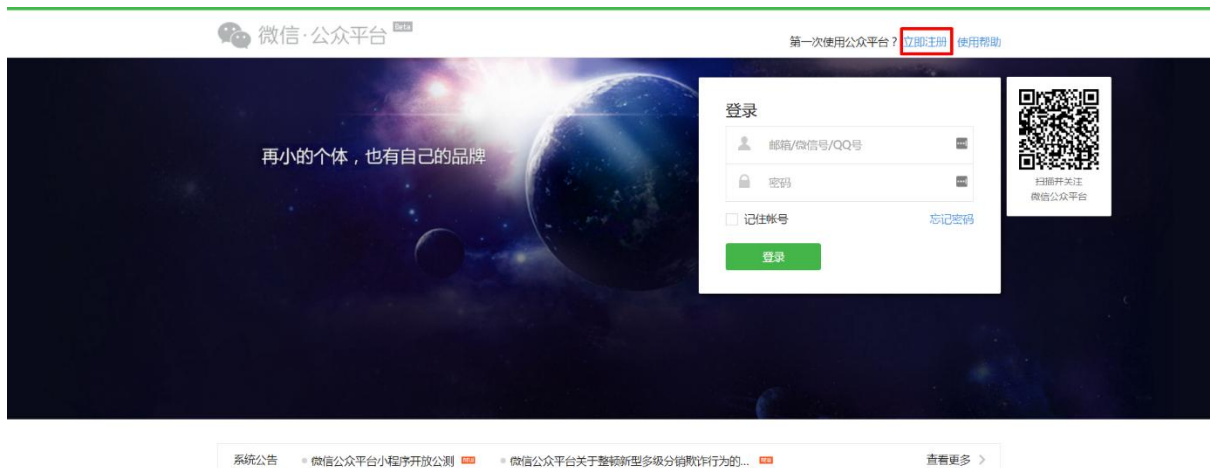 微信·公众平台 Beta
第一次使用公众平台？ 立即注册 使用帮助
再小的个体，也有自己的品牌
登录
邮箱/微信号/QQ号
密码
记住帐号 忘记密码
登录
扫描并关注
微信公众平台
系统公告 微信公众平台小程序开放公测 公众平台关于整顿新型多级分销欺诈行为的... 查看更多 >